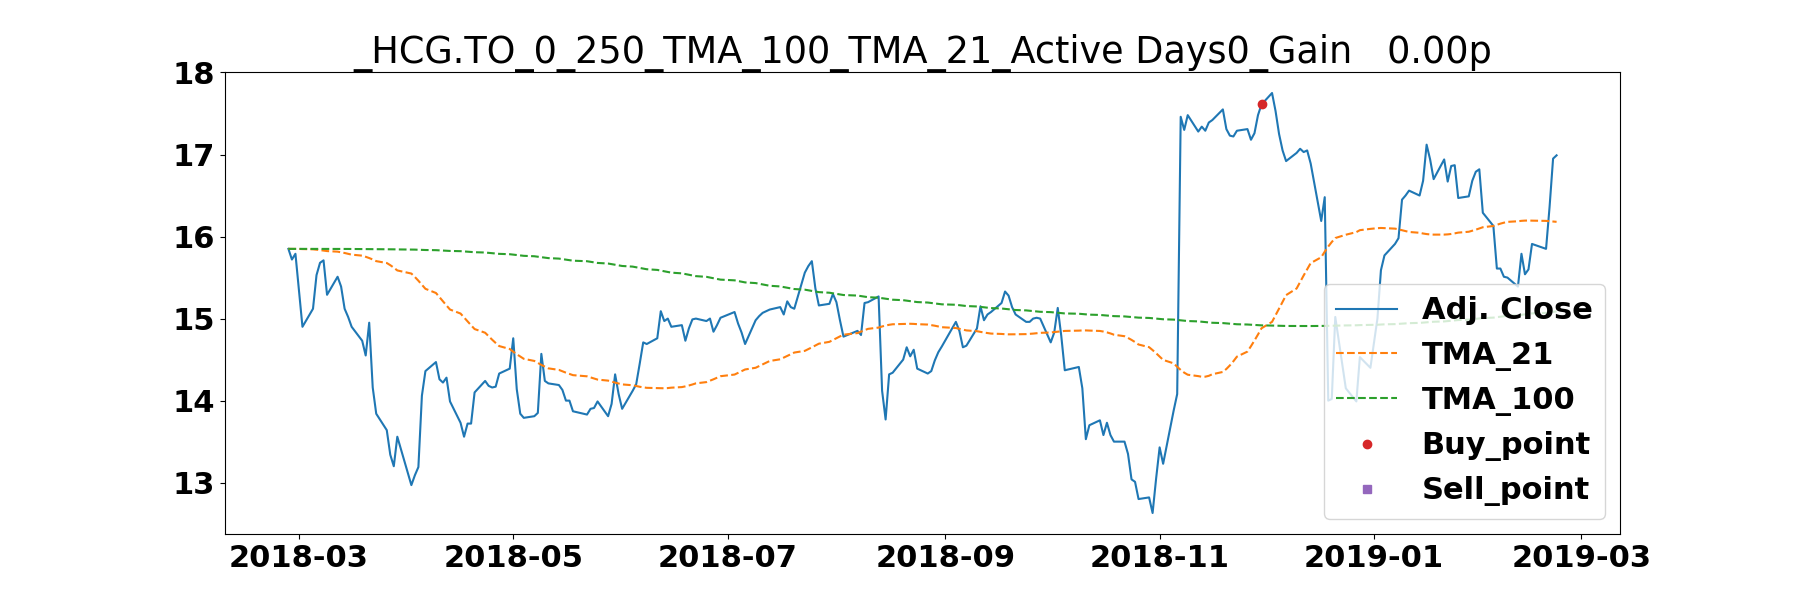 _HCG.TO_0_250_TMA_100_TMA_21_Active Days0_Gain   0.00p
18
17
16
15
14
13
2018-03 2018-05 2018-07 2018-09 2018-11 2019-01 2019-03
Adj. Close
TMA_21
TMA_100
Buy_point
Sell_point